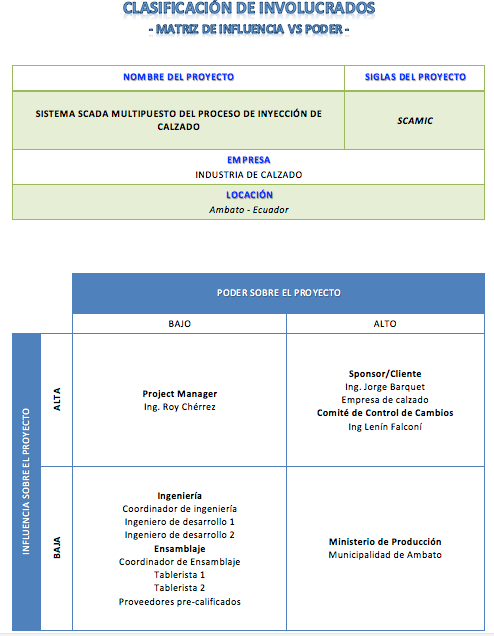 CLASIFICACIÓN DE INVOLUCRADOS
- MATRIZ DE INFLUENCIA VS PODER -
NOMBRE DEL PROYECTO
SIGLAS DEL PROYECTO
SISTEMA SCADA MULTIPUESTO DEL PROCESO DE INYECCIÓN DE
CALZADO
SCAMIC
EMPRESA
INDUSTRIA DE CALZADO
LOCACIÓN
Ambato - Ecuador
PODER SOBRE EL PROYECTO
BAJO
ALTO
INFLUENCIA SOBRE EL PROYECTO
ALTA
Project Manager
Ing. Roy Chérrez
Sponsor/Cliente
Ing. Jorge Barquet
Empresa de calzado
Comité de Control de Cambios
Ing Lenín Falconí
BAJA
Ingeniería
Coordinador de ingeniería
Ingeniero de desarrollo 1
Ingeniero de desarrollo 2
Ensamblaje
Coordinador de Ensamblaje
Tablerista 1
Tablerista 2
Proveedores pre-calificados
Ministerio de Producción
Municipalidad de Ambato